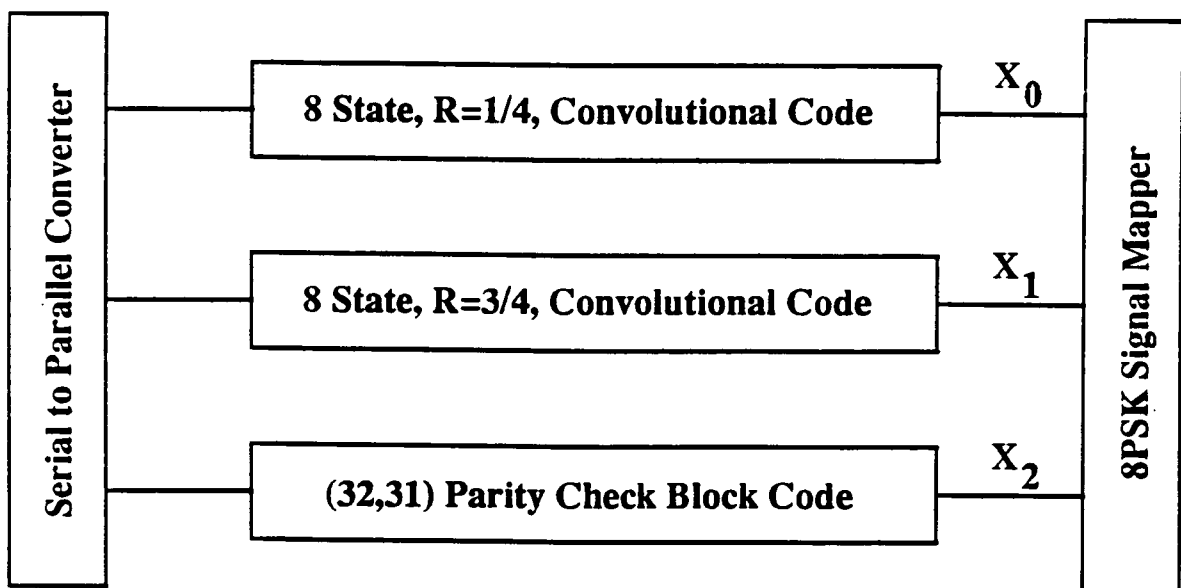 Serial to Parallel Converter
8 State, R=1/4, Convolutional Code
X0
8 State, R=3/4, Convolutional Code
X1
(32,31) Parity Check Block Code
X2
8PSK Signal Mapper